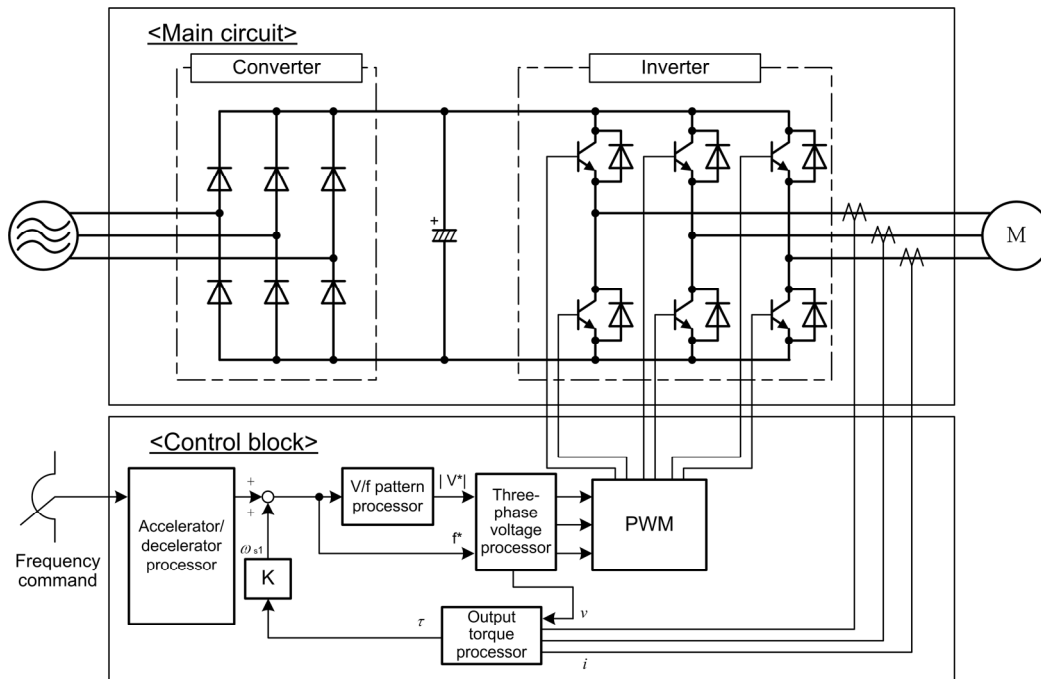 <Main circuit>
Converter
Inverter
+
M
<Control block>
Frequency
command
Accelerator/
decelerator
processor
+
+
ω s1
K
V/f pattern
processor
| V* |
f*
Three-
phase
voltage
processor
PWM
τ
Output
torque
processor
v
i